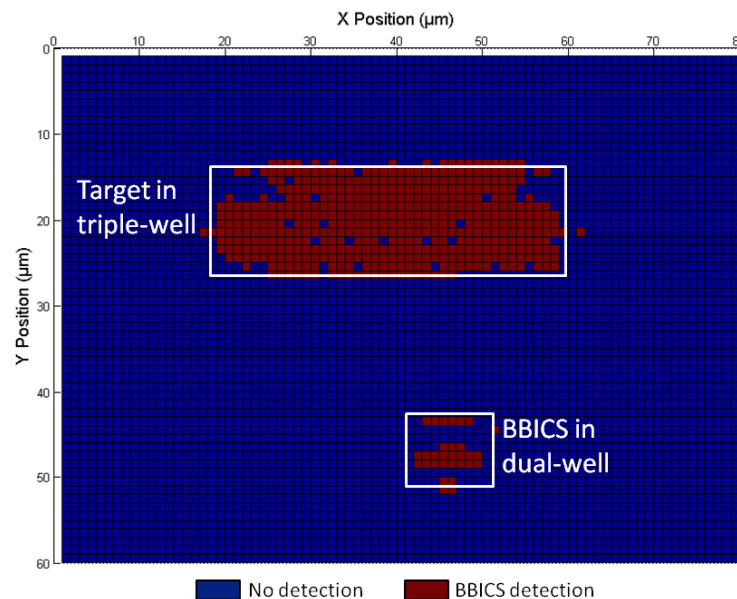 X Position (µm)
0 10 20 30 40 50 60 70 80
0
10
Target in
triple-well
20
Y Position (µm)
30
40
BBICS in
dual-well
50
60
No detection BBICS detection